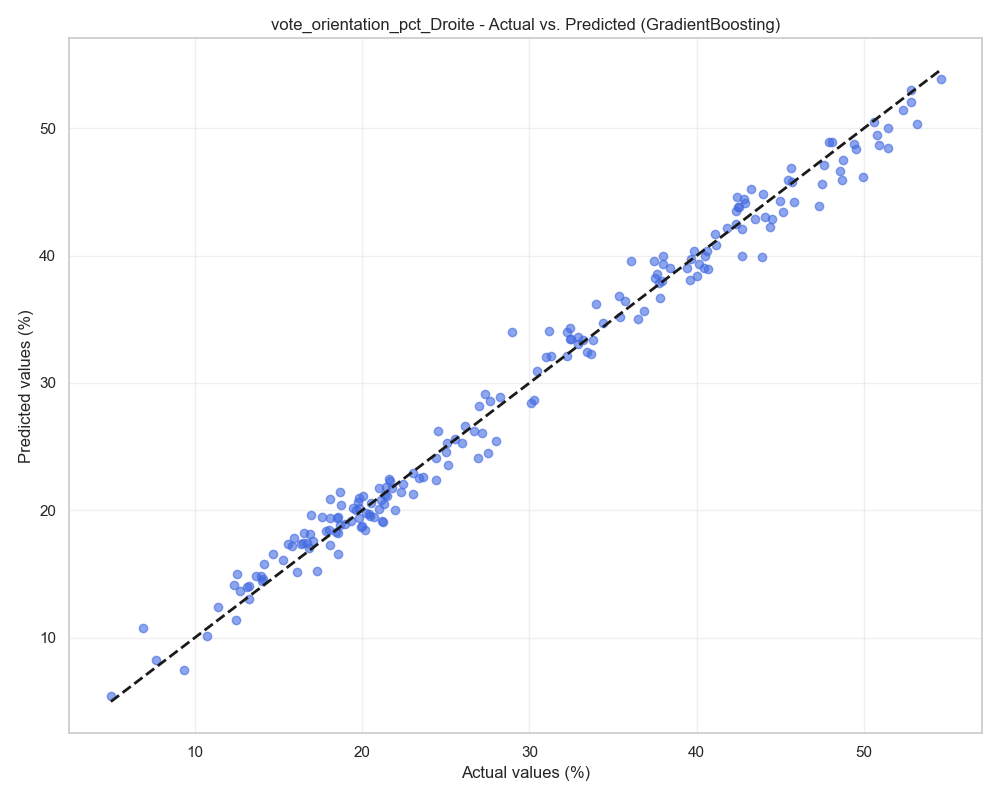 vote_orientation_pct_Droite - Actual vs. Predicted (GradientBoosting)
Predicted values (%)
50
40
30
20
10
10 20 30 40 50
Actual values (%)